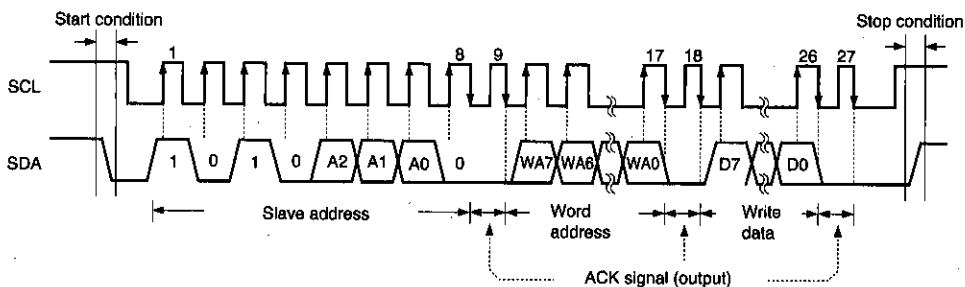 Start condition
Stop condition
1 8 9 17 18 26 27
SCL
SDA
1 0 1 0 A2 A1 A0 0 WA7 WA6 WA0 D7 D0
Slave address
Word address
Write data
ACK signal (output)